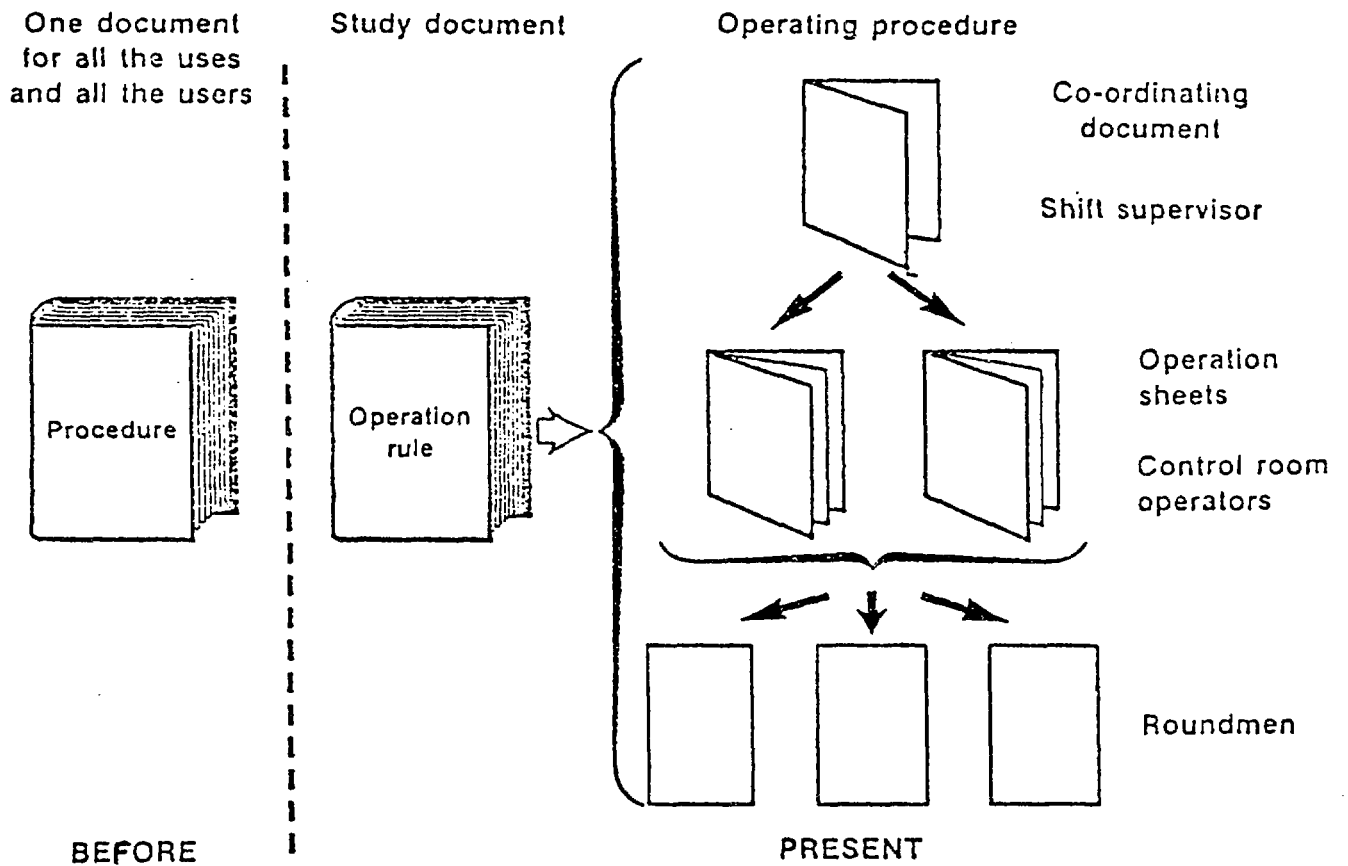 One document
for all the uses
and all the users
Study document
Operating procedure
Co-ordinating
document
Shift supervisor
Procedure
Operation
rule
Operation
sheets
Control room
operators
Roundmen
BEFORE
PRESENT